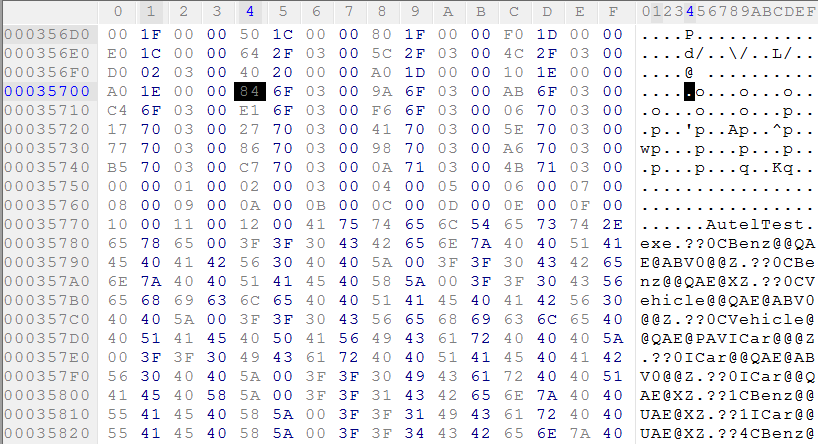 0 1 2 3 4 5 6 7 8 9 A B C D E F 0123456789ABCDEF
000356D0 00 1F 00 00 50 1C 00 00 80 1F 00 00 F0 1D 00 00 ....P...........
000356E0 E0 1C 00 00 64 2F 03 00 5C 2F 03 00 4C 2F 03 00 ....d/..\/..L/..
000356F0 D0 02 03 00 40 20 00 00 A0 1D 00 00 10 1E 00 00 ....@ ..........
00035700 A0 1E 00 00 84 6F 03 00 9A 6F 03 00 AB 6F 03 00 .....o...o...o..
00035710 C4 6F 03 00 E1 6F 03 00 F6 6F 03 00 06 70 03 00 .o...o...o...p..
00035720 17 70 03 00 27 70 03 00 41 70 03 00 5E 70 03 00 .p..'p..Ap..^p..
00035730 77 70 03 00 86 70 03 00 98 70 03 00 A6 70 03 00 wp...p...p...p..
00035740 B5 70 03 00 C7 70 03 00 0A 71 03 00 4B 71 03 00 .p...p...q..Kq..
00035750 00 00 01 00 02 00 03 00 04 00 05 00 06 00 07 00 ................
00035760 08 00 09 00 0A 00 0B 00 0C 00 0D 00 0E 00 0F 00 ................
00035770 10 00 11 00 12 00 41 75 74 65 6C 54 65 73 74 2E ......AutelTest.
00035780 65 78 65 00 3F 3F 30 43 42 65 6E 7A 40 40 51 41 exe.??0CBenz@@QA
00035790 45 40 41 42 56 30 40 40 5A 00 3F 3F 30 43 42 65 E@ABV0@@Z.??0CBe
000357A0 6E 7A 40 40 51 41 45 40 58 5A 00 3F 3F 30 43 56 nz@@QAE@XZ.??0CV
000357B0 65 68 69 63 6C 65 40 40 51 41 45 40 41 42 56 30 ehicle@@QAE@ABV0
000357C0 40 40 5A 00 3F 3F 30 43 56 65 68 69 63 6C 65 40 @@Z.??0CVehicle@
000357D0 40 51 41 45 40 50 41 56 49 43 61 72 40 40 40 5A @QAE@PAVICar@@@Z
000357E0 00 3F 3F 30 49 43 61 72 40 40 51 41 45 40 41 42 .??0ICar@@QAE@AB
000357F0 56 30 40 40 5A 00 3F 3F 30 49 43 61 72 40 40 51 V0@@Z.??0ICar@@Q
00035800 41 45 40 58 5A 00 3F 3F 31 43 42 65 6E 7A 40 40 AE@XZ.??1CBenz@@
00035810 55 41 45 40 58 5A 00 3F 3F 31 49 43 61 72 40 40 UAE@XZ.??1ICar@@
00035820 55 41 45 40 58 5A 00 3F 3F 34 43 42 65 6E 7A 40 UAE@XZ.??4CBenz@